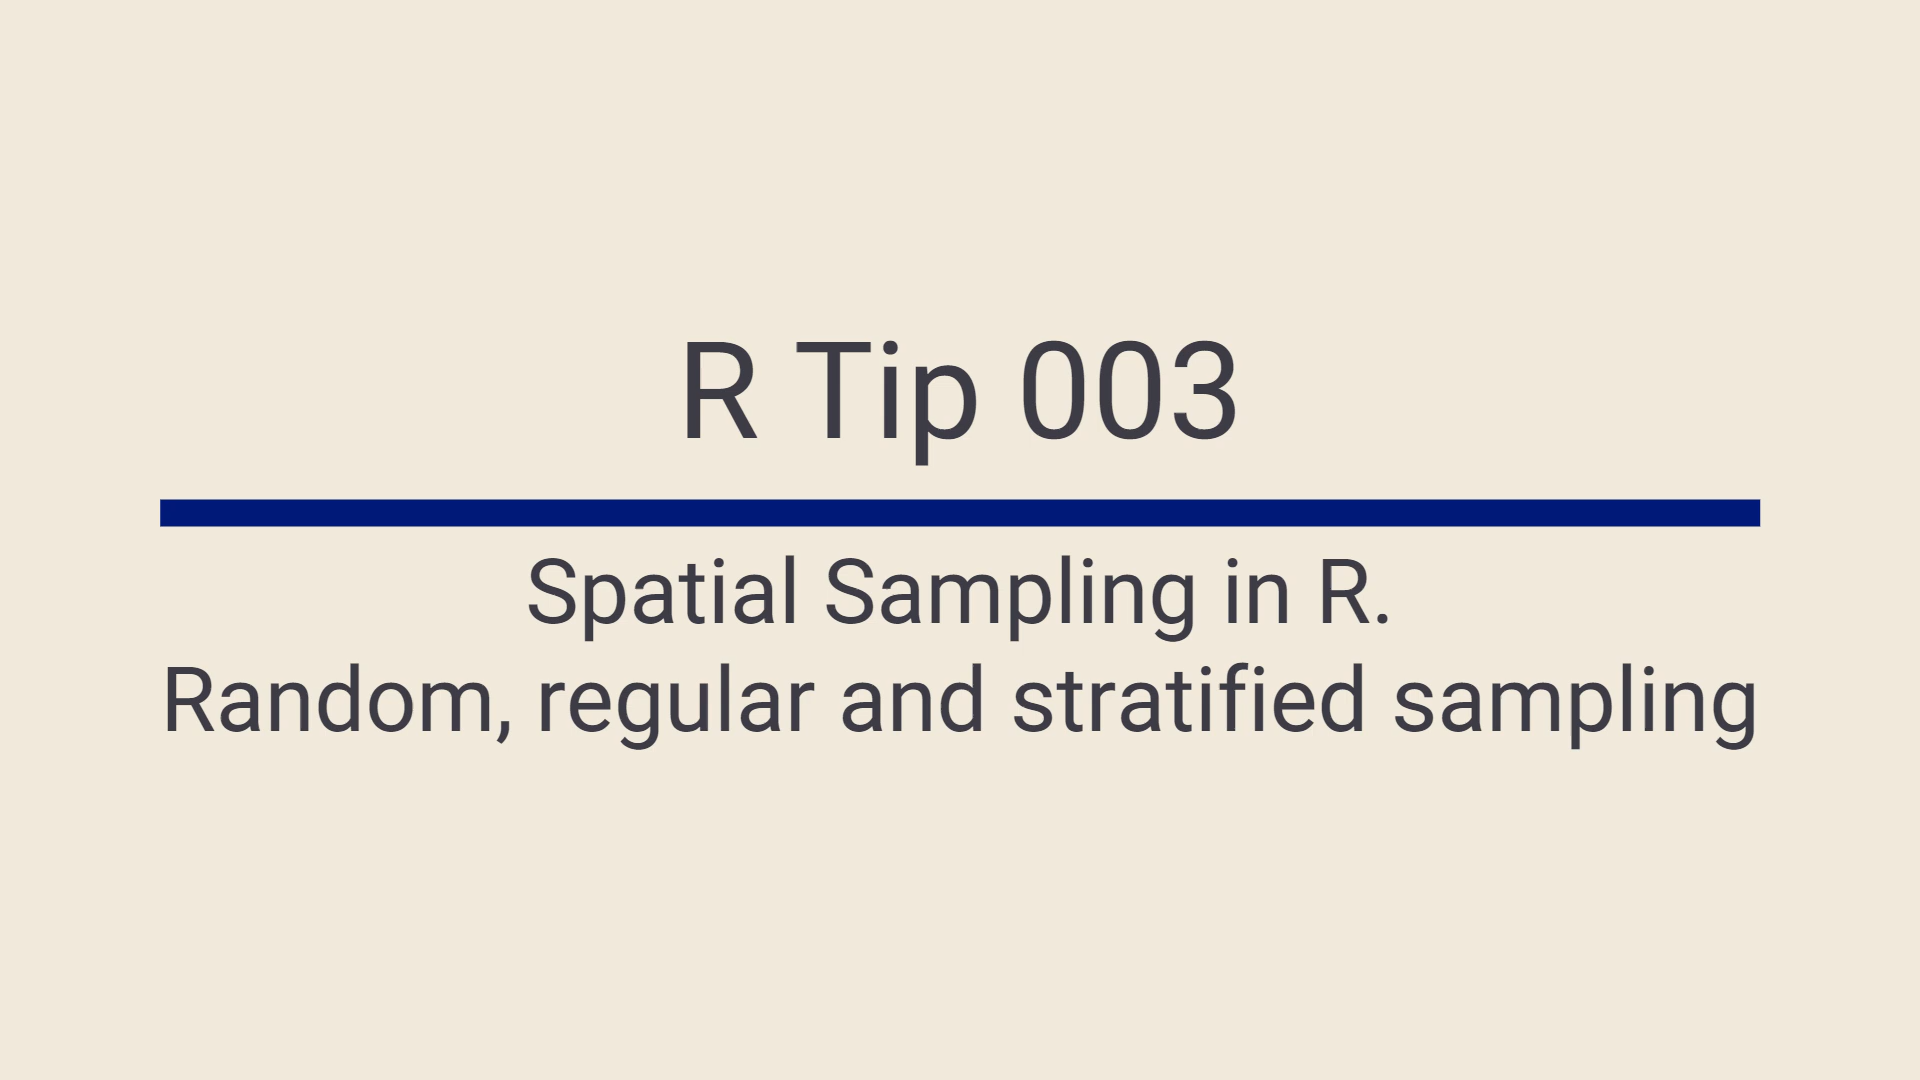 R Tip 003
Spatial Sampling in R.
Random, regular and stratified sampling